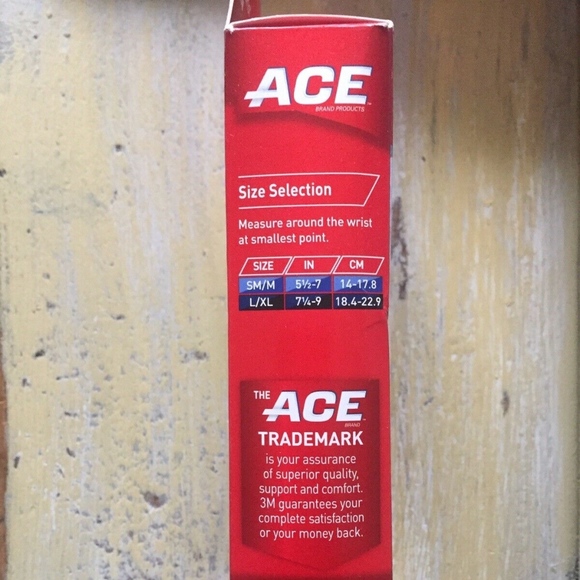 ACE™
BRAND PRODUCTS
Size Selection
Measure around the wrist
at smallest point.
SIZE IN CM
SM/M 5½-7 14-17.8
L/XL 7¼-9 18.4-22.9
THE ACE™
BRAND
TRADEMARK
is your assurance
of superior quality,
support and comfort.
3M guarantees your
complete satisfaction
or your money back.